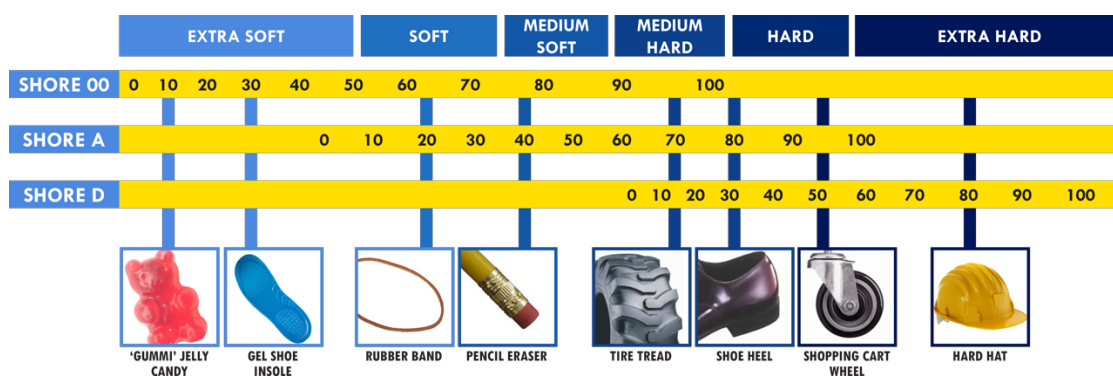 EXTRA SOFT
SOFT
MEDIUM
SOFT
MEDIUM
HARD
HARD
EXTRA HARD
SHORE 00 0 10 20 30 40 50 60 70 80 90 100
SHORE A 0 10 20 30 40 50 60 70 80 90 100
SHORE D 0 10 20 30 40 50 60 70 80 90 100
‘GUMMI’ JELLY
CANDY
GEL SHOE
INSOLE
RUBBER BAND
PENCIL ERASER
TIRE TREAD
SHOE HEEL
SHOPPING CART
WHEEL
HARD HAT